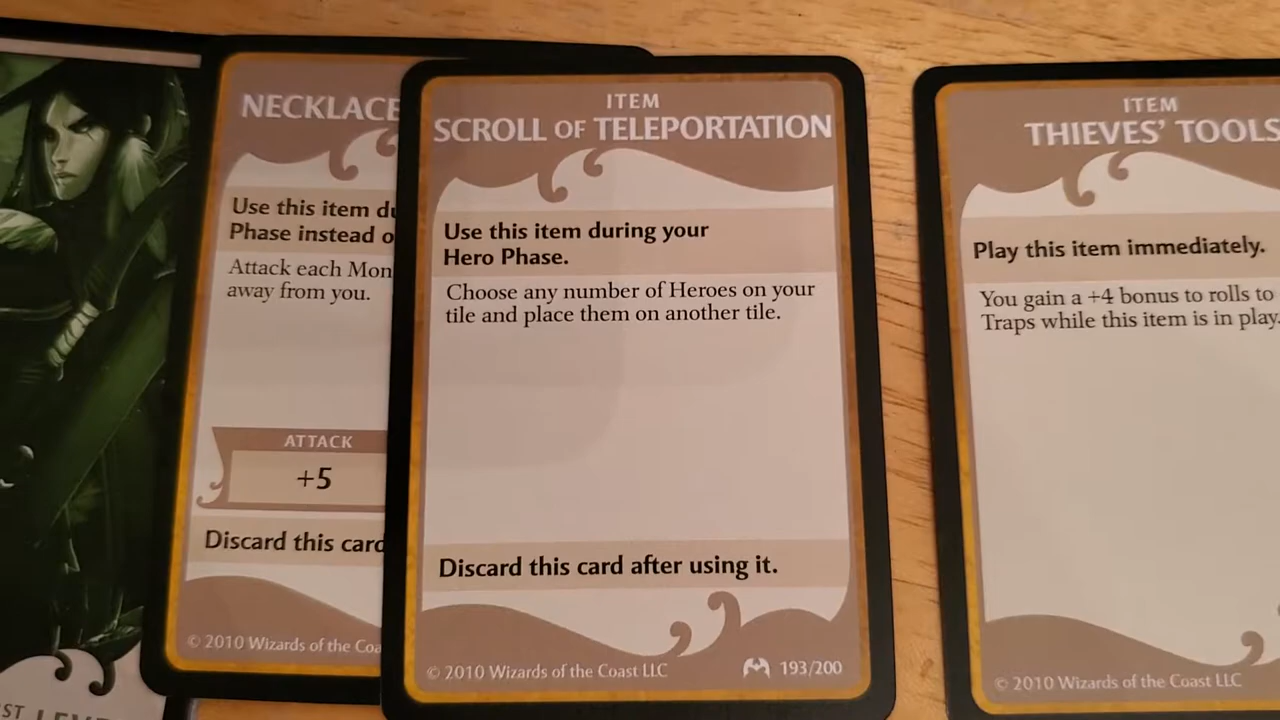 NECKLACE
Use this item
Phase instead
Attack each
away from you.
ATTACK
+5
Discard this card
© 2010 Wizards of the
ITEM
SCROLL OF TELEPORTATION
Use this item during your
Hero Phase.
Choose any number of Heroes on your
tile and place them on another tile.
Discard this card after using it.
© 2010 Wizards of the Coast LLC
193/200
ITEM
THIEVES' TOOLS
Play this item immediately.
You gain a +4 bonus to rolls to
Traps while this item is in play.
© 2010 Wizards of the Coast LLC